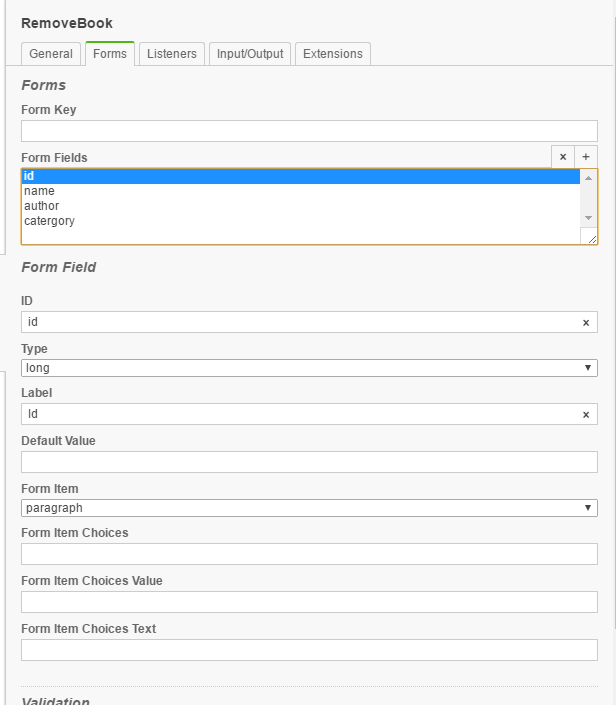 RemoveBook
General Forms Listeners Input/Output Extensions
Forms
Form Key
Form Fields × +
id
name
author
catergory
Form Field
ID
id ×
Type
long
Label
Id ×
Default Value
Form Item
paragraph
Form Item Choices
Form Item Choices Value
Form Item Choices Text
Validation